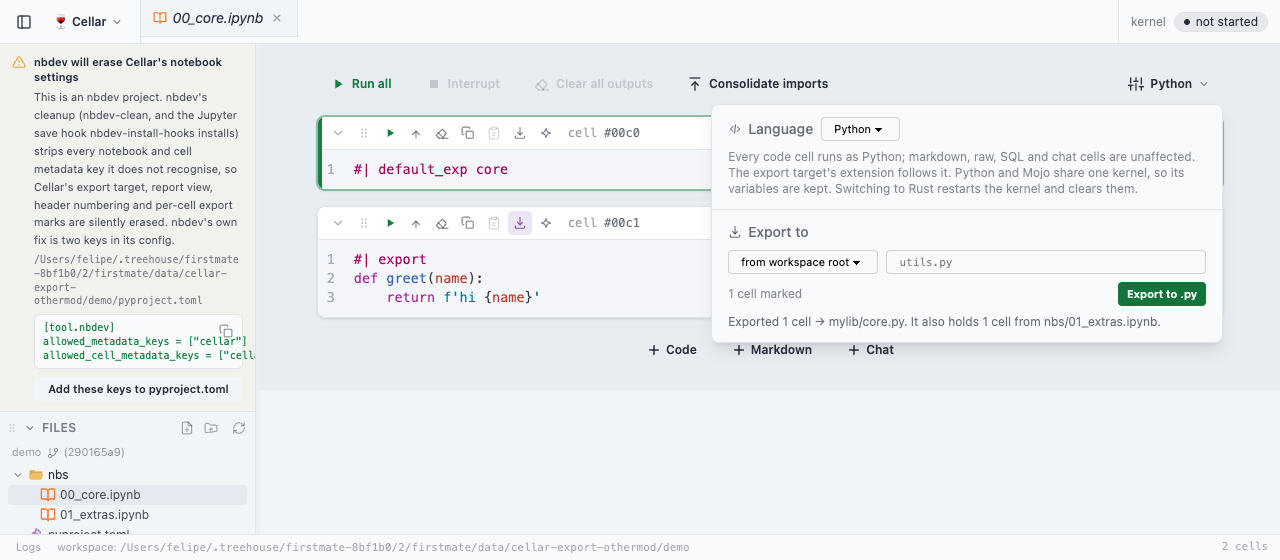 Cellar
00_core.ipynb
kernel
not started
nbdev will erase Cellar's notebook
settings
This is an nbdev project. nbdev's
cleanup (nbdev-clean, and the Jupyter
save hook nbdev-install-hooks installs)
strips every notebook and cell
metadata key it does not recognise, so
Cellar's export target, report view,
header numbering and per-cell export
marks are silently erased. nbdev's own
fix is two keys in its config.
/Users/felipe/.treehouse/firstmate
-8bf1b0/2/firstmate/data/cellar-
export-
othermod/demo/pyproject.toml
[tool.nbdev]
allowed_metadata_keys = ["cellar"]
allowed_cell_metadata_keys = ["cell
Add these keys to pyproject.toml
FILES
demo (290165a9)
nbs
00_core.ipynb
01_extras.ipynb
pyproject.toml
Run all
Interrupt
Clear all outputs
Consolidate imports
Python
cell #00c0
1 #| default_exp core
cell #00c1
1 #| export
2 def greet(name):
3 return f'hi {name}'
Code
Markdown
Chat
Language
Python
Every code cell runs as Python; markdown, raw, SQL and chat cells are unaffected.
The export target's extension follows it. Python and Mojo share one kernel, so its
variables are kept. Switching to Rust restarts the kernel and clears them.
Export to
from workspace root
utils.py
1 cell marked
Export to .py
Exported 1 cell → mylib/core.py. It also holds 1 cell from nbs/01_extras.ipynb.
Logs
workspace: /Users/felipe/.treehouse/firstmate-8bf1b0/2/firstmate/data/cellar-export-othermod/demo
2 cells